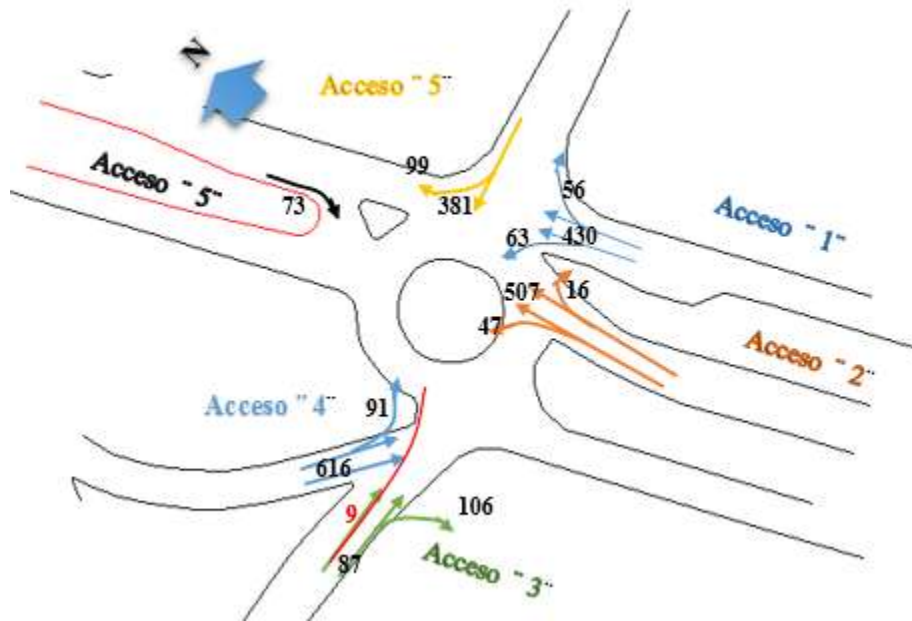 N
Acceso ¨ 5¨
99
381
Acceso ¨ 5¨
73
56
63
430
Acceso ¨ 1¨
507
16
47
Acceso ¨ 2¨
Acceso ¨ 4¨
91
616
9
87
106
Acceso ¨ 3¨